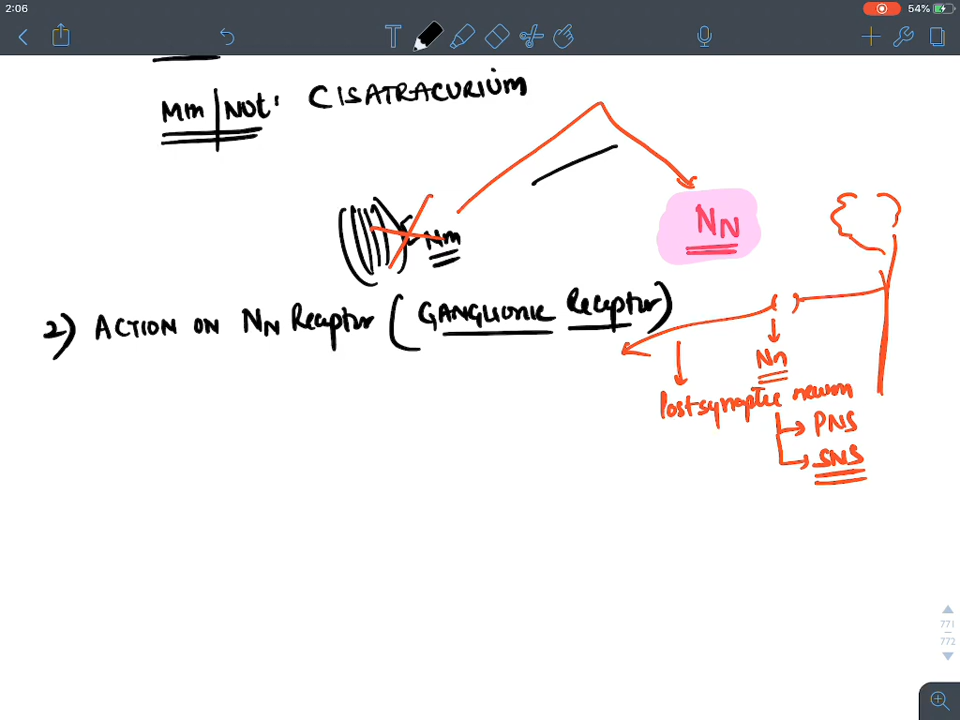 2:06
54%
T
Mm | Not: CISATRACURIUM
NN
Nm
2) ACTION ON NN Receptor (GANGLIONIC Receptor)
Nn
Postsynaptic neuron
PNS
SNS
771
772